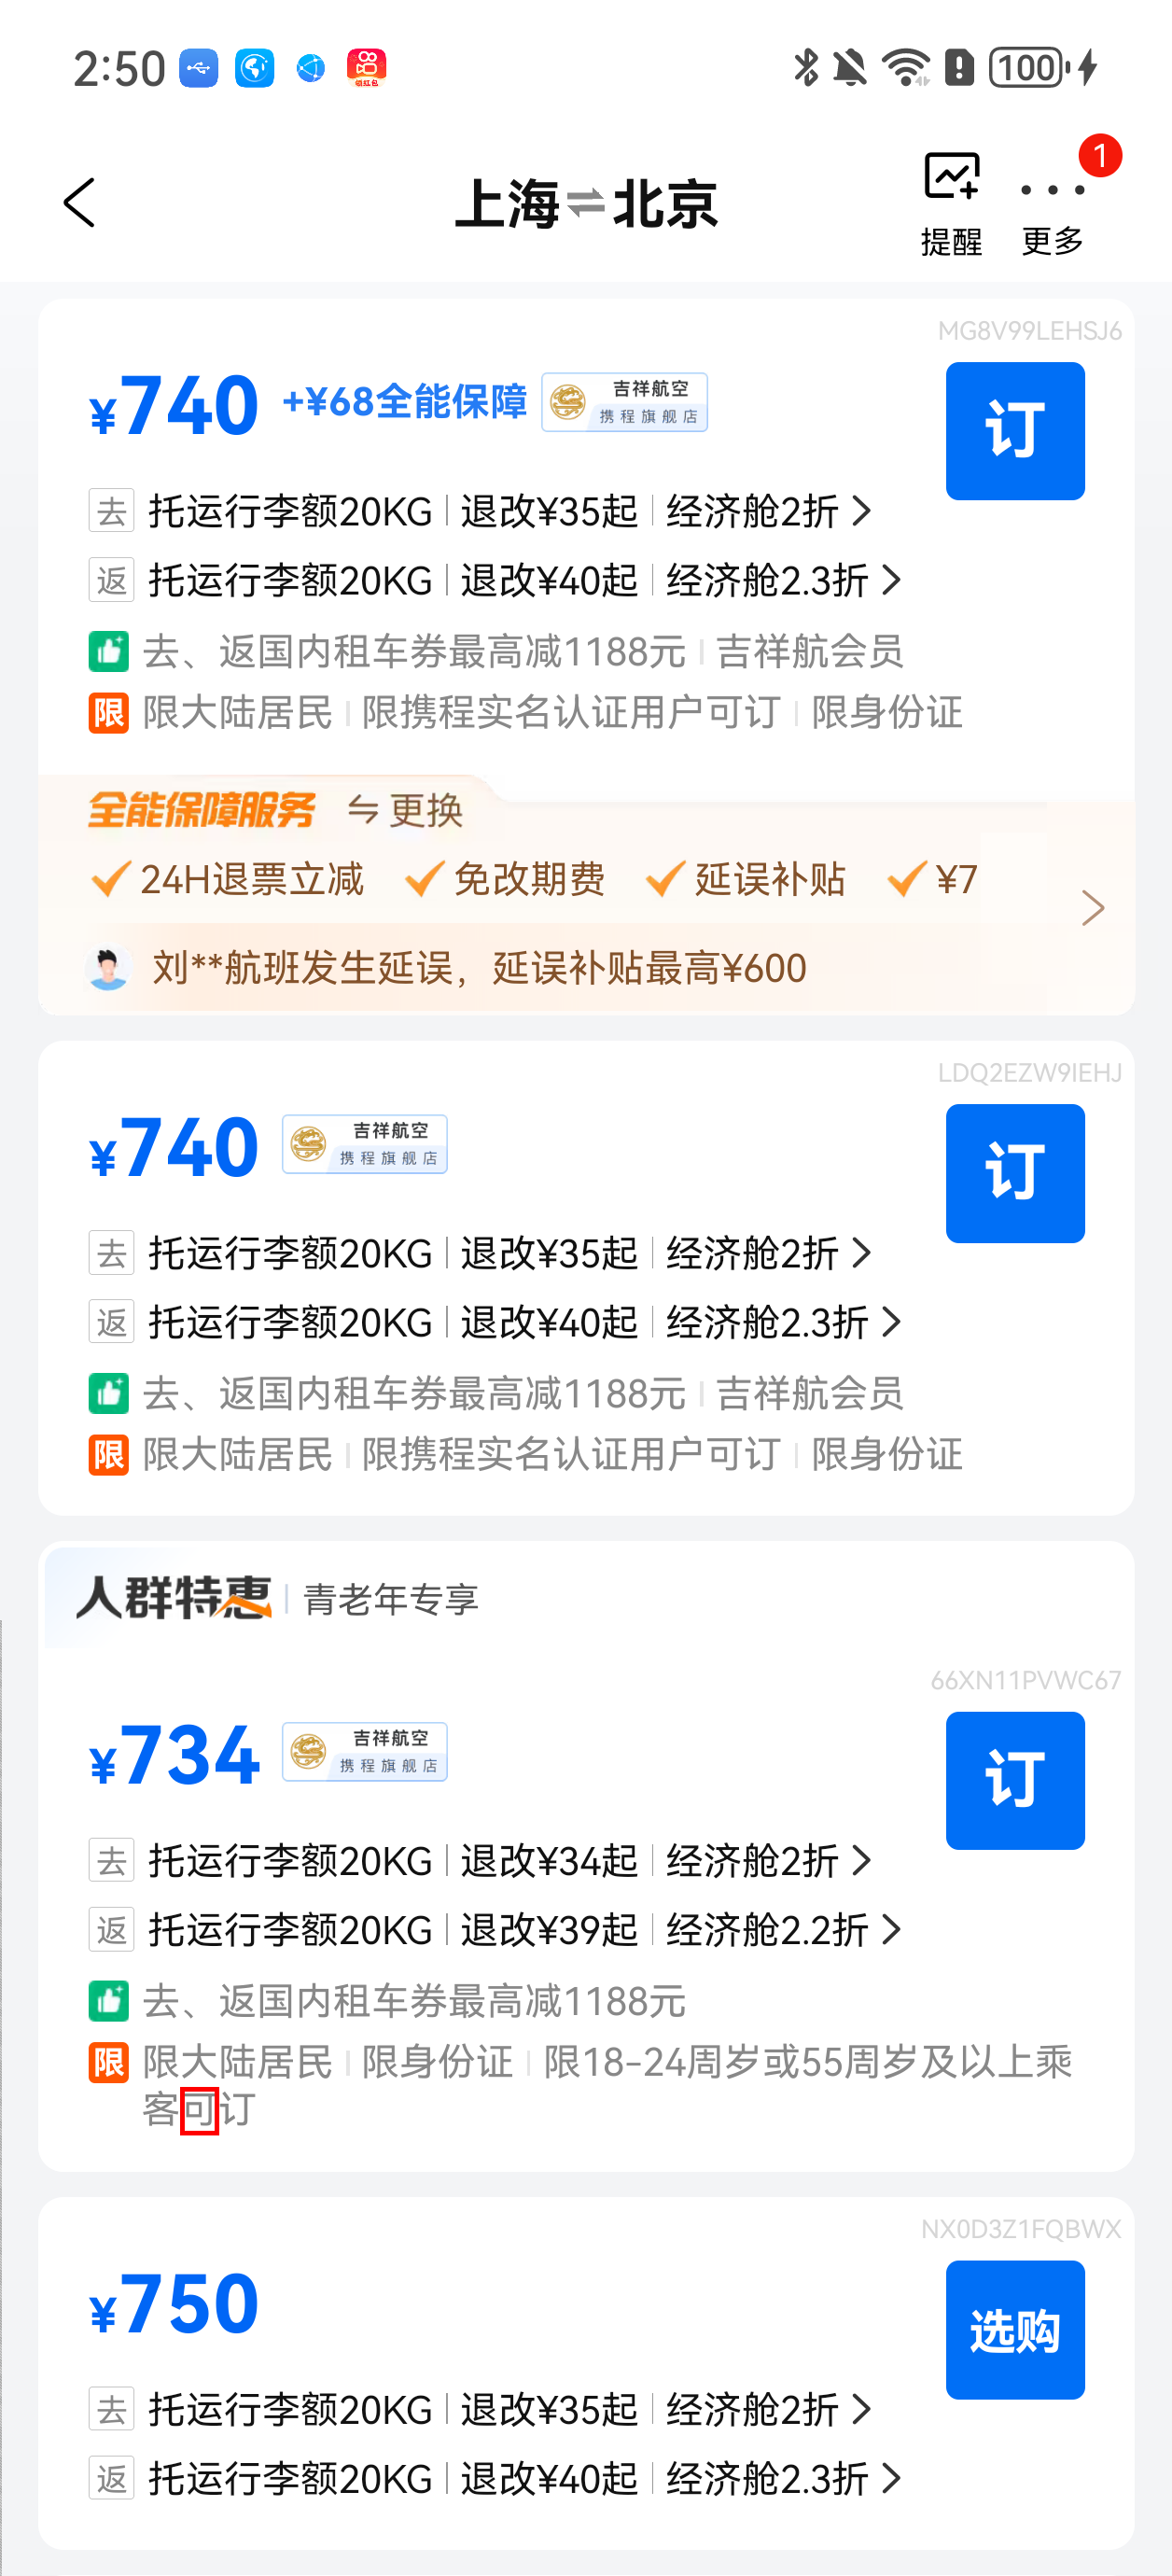 2:50
领红包
100
上海⇌北京
提醒
更多
1
MG8V99LEHSJ6
¥740 +¥68全能保障 吉祥航空 携程旗舰店
订
去 托运行李额20KG 退改¥35起 经济舱2折 >
返 托运行李额20KG 退改¥40起 经济舱2.3折 >
去、返国内租车券最高减1188元 吉祥航会员
限 限大陆居民 限携程实名认证用户可订 限身份证
全能保障服务 ⇋更换
24H退票立减 免改期费 延误补贴 ¥7
刘**航班发生延误，延误补贴最高¥600
LDQ2EZW9IEHJ
¥740 吉祥航空 携程旗舰店
订
去 托运行李额20KG 退改¥35起 经济舱2折 >
返 托运行李额20KG 退改¥40起 经济舱2.3折 >
去、返国内租车券最高减1188元 吉祥航会员
限 限大陆居民 限携程实名认证用户可订 限身份证
人群特惠 青老年专享
66XN11PVWC67
¥734 吉祥航空 携程旗舰店
订
去 托运行李额20KG 退改¥34起 经济舱2折 >
返 托运行李额20KG 退改¥39起 经济舱2.2折 >
去、返国内租车券最高减1188元
限 限大陆居民 限身份证 限18-24周岁或55周岁及以上乘
客可订
NX0D3Z1FQBWX
¥750
选购
去 托运行李额20KG 退改¥35起 经济舱2折 >
返 托运行李额20KG 退改¥40起 经济舱2.3折 >